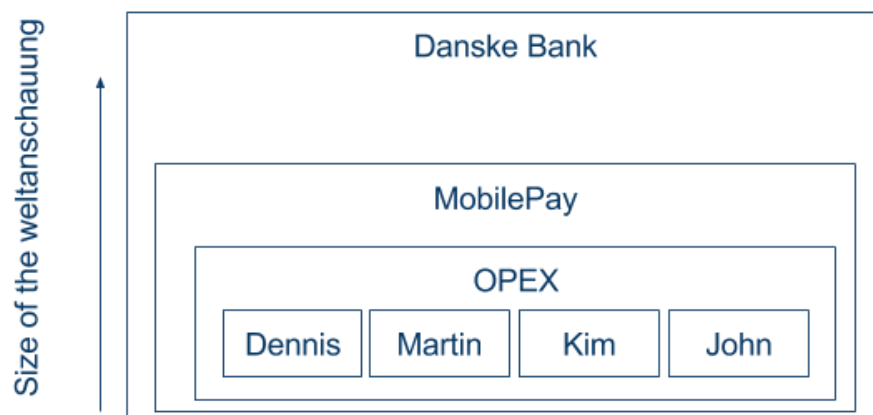 Size of the weltanschauung
Danske Bank
MobilePay
OPEX
Dennis
Martin
Kim
John